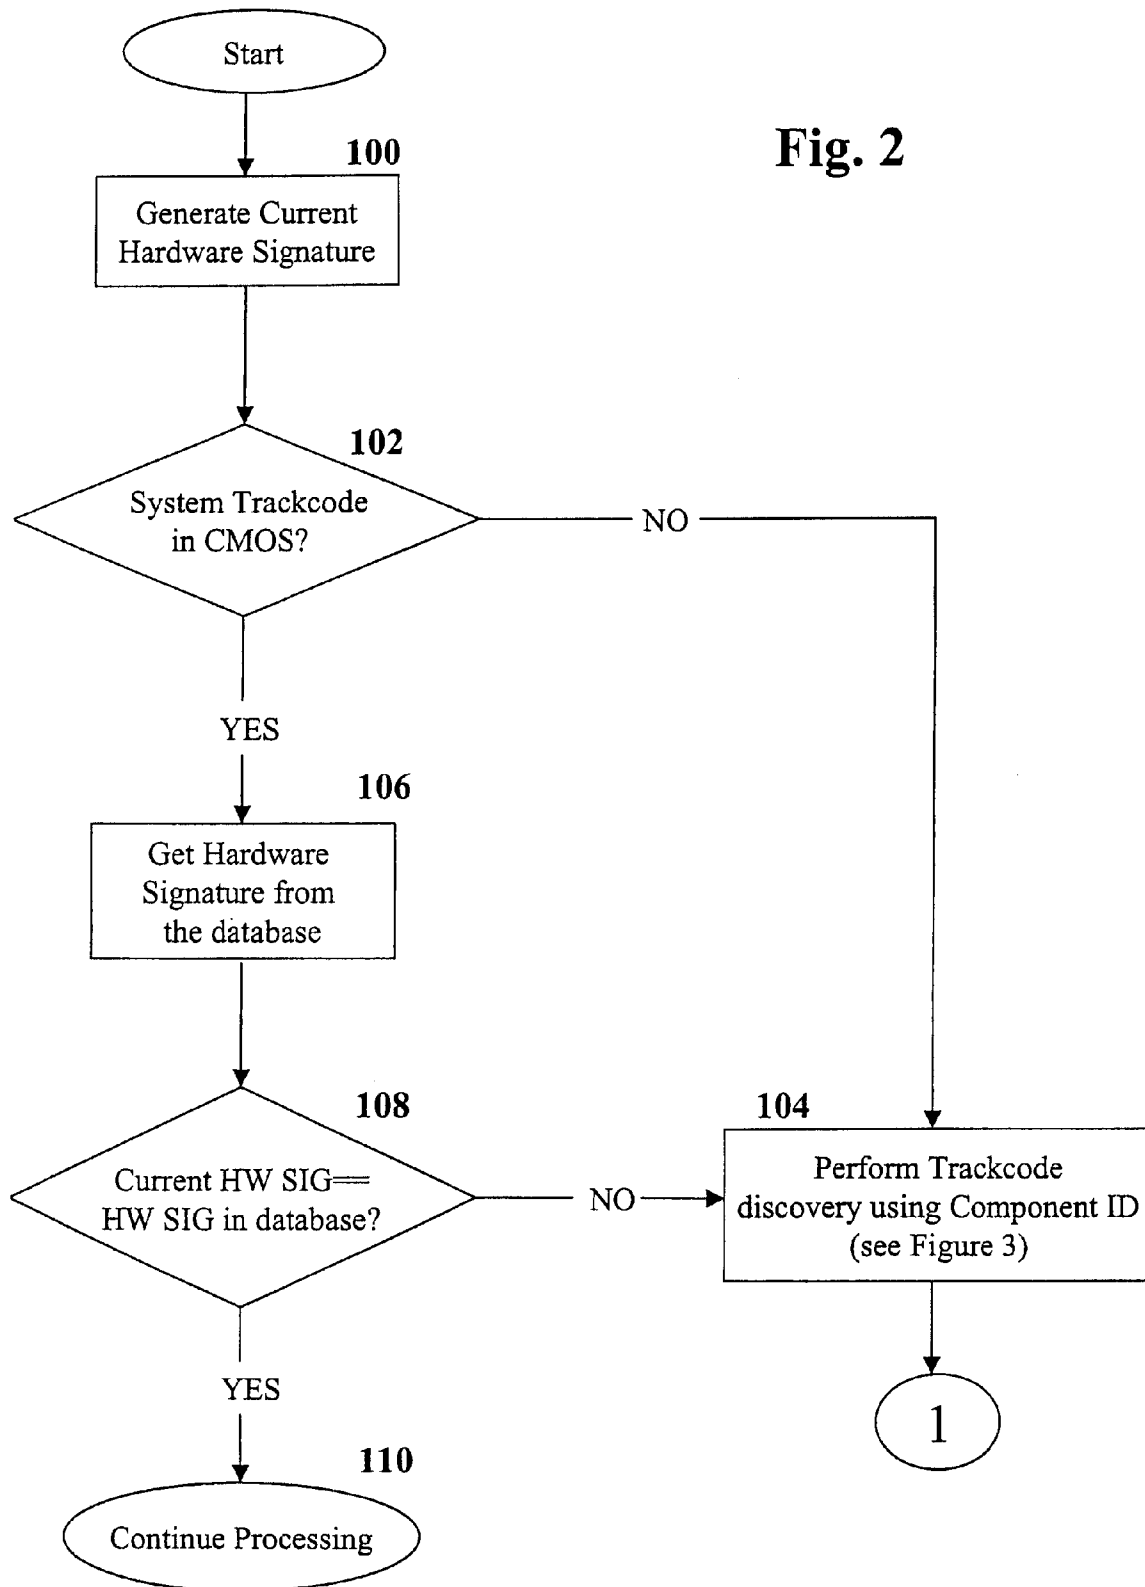 Start
Fig. 2
100
Generate Current
Hardware Signature
102
System Trackcode
in CMOS?
NO
YES
106
Get Hardware
Signature from
the database
108
Current HW SIG==
HW SIG in database?
NO
104
Perform Trackcode
discovery using Component ID
(see Figure 3)
YES
1
110
Continue Processing